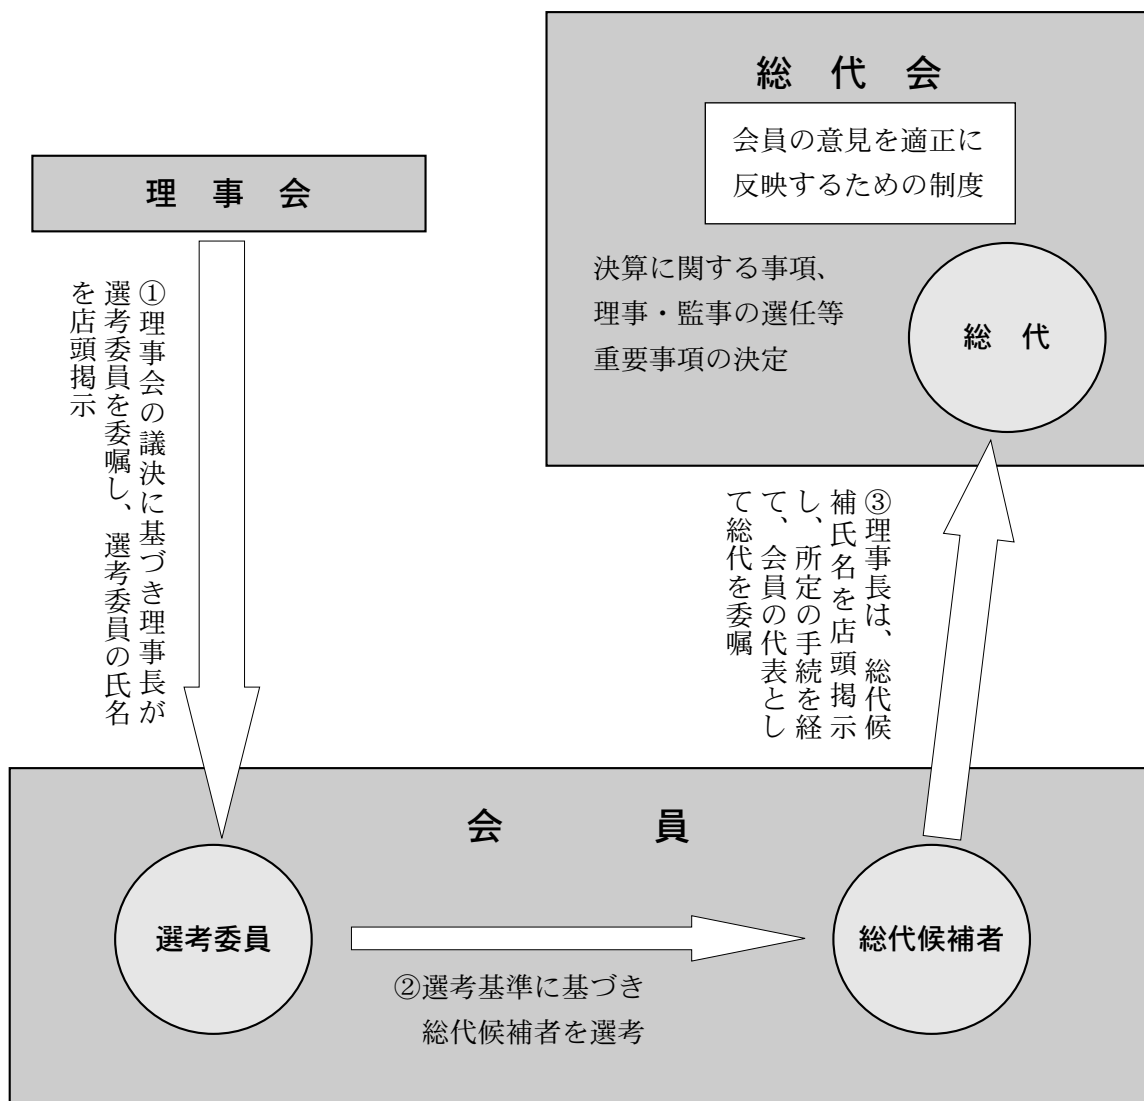 総代会
会員の意見を適正に
反映するための制度
決算に関する事項、
理事・監事の選任等
重要事項の決定
総代
理事会
①理事会の議決に基づき理事長が
選考委員を委嘱し、選考委員の氏名
を店頭掲示
③理事長は、総代候
補氏名を店頭掲示
し、所定の手続を経
て、会員の代表とし
て総代を委嘱
会員
選考委員
②選考基準に基づき
総代候補者を選考
総代候補者